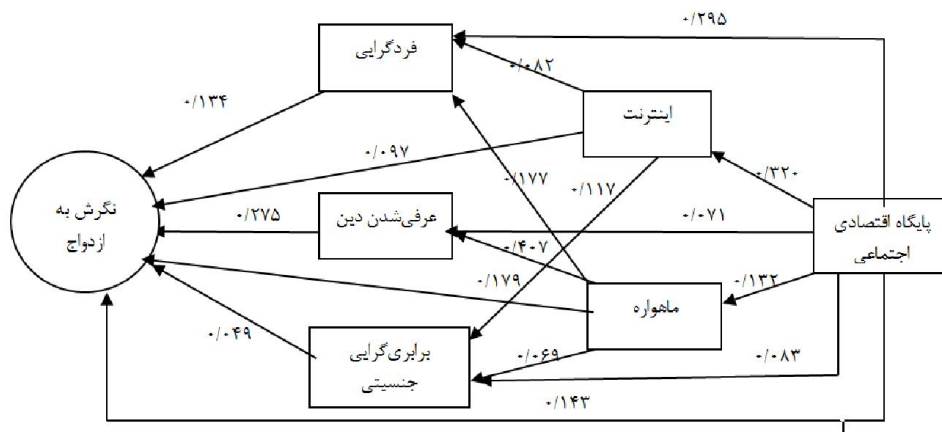 ۰/۲۹۵
فردگرایی
۰/۰۸۲
۰/۱۳۴
اینترنت
۰/۰۹۷
۰/۳۲۰
۰/۱۷۷
۰/۱۱۷
نگرش به
ازدواج
۰/۲۷۵
عرفی‌شدن دین
۰/۰۷۱
پایگاه اقتصادی
اجتماعی
۰/۴۰۷
۰/۱۷۹
۰/۱۳۲
ماهواره
۰/۰۴۹
برابری‌گرایی
جنسیتی
۰/۰۶۹
۰/۰۸۳
۰/۱۴۳